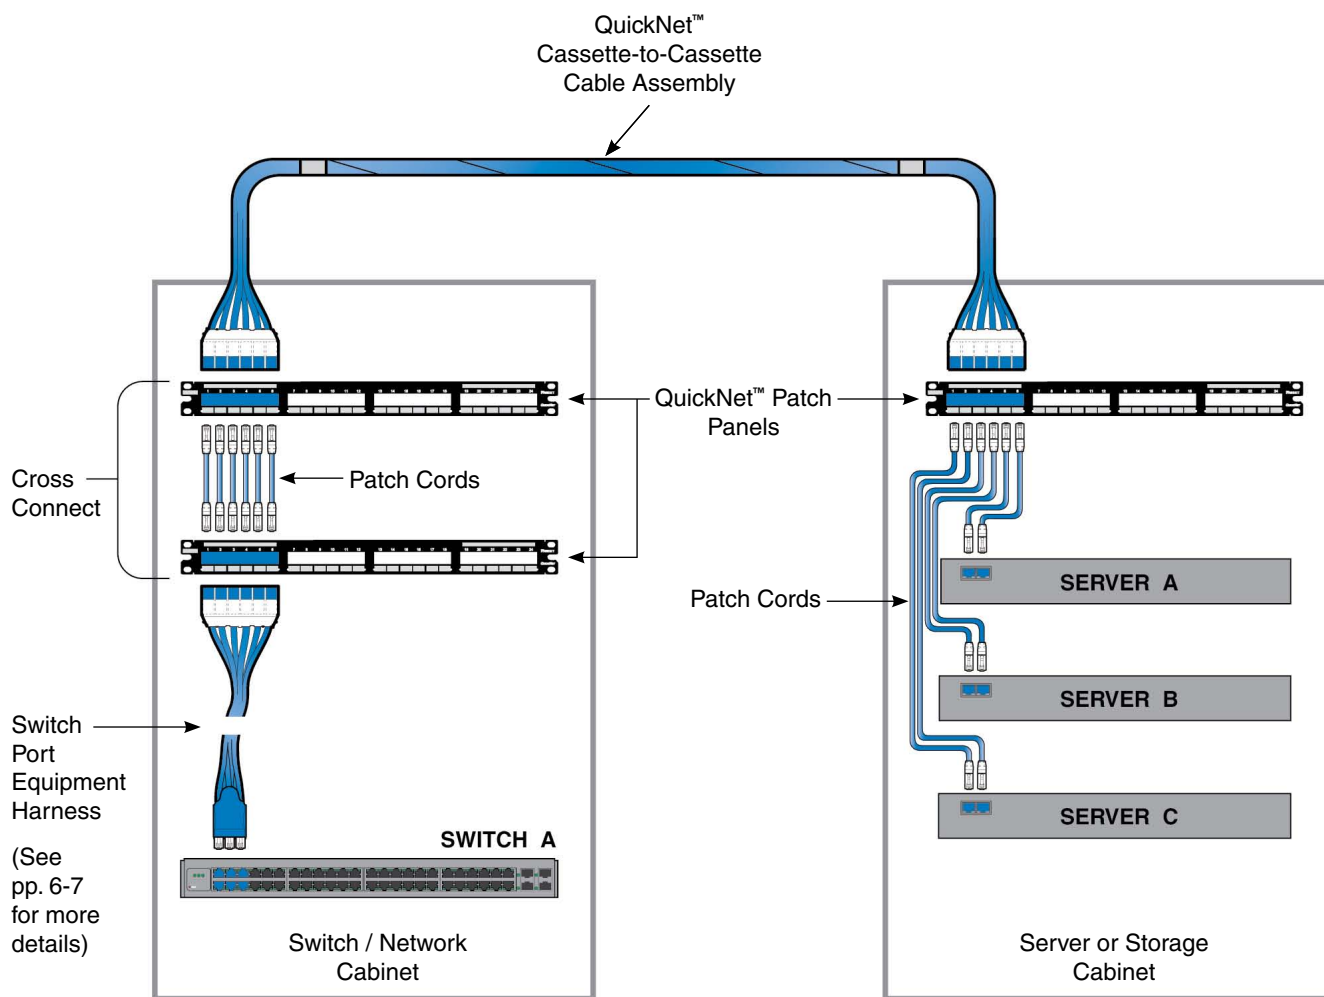 QuickNet™
Cassette-to-Cassette
Cable Assembly
QuickNet™ Patch
Panels
Cross
Connect
Patch Cords
Patch Cords
SERVER A
SERVER B
SERVER C
Switch
Port
Equipment
Harness
(See
pp. 6-7
for more
details)
SWITCH A
Switch / Network
Cabinet
Server or Storage
Cabinet